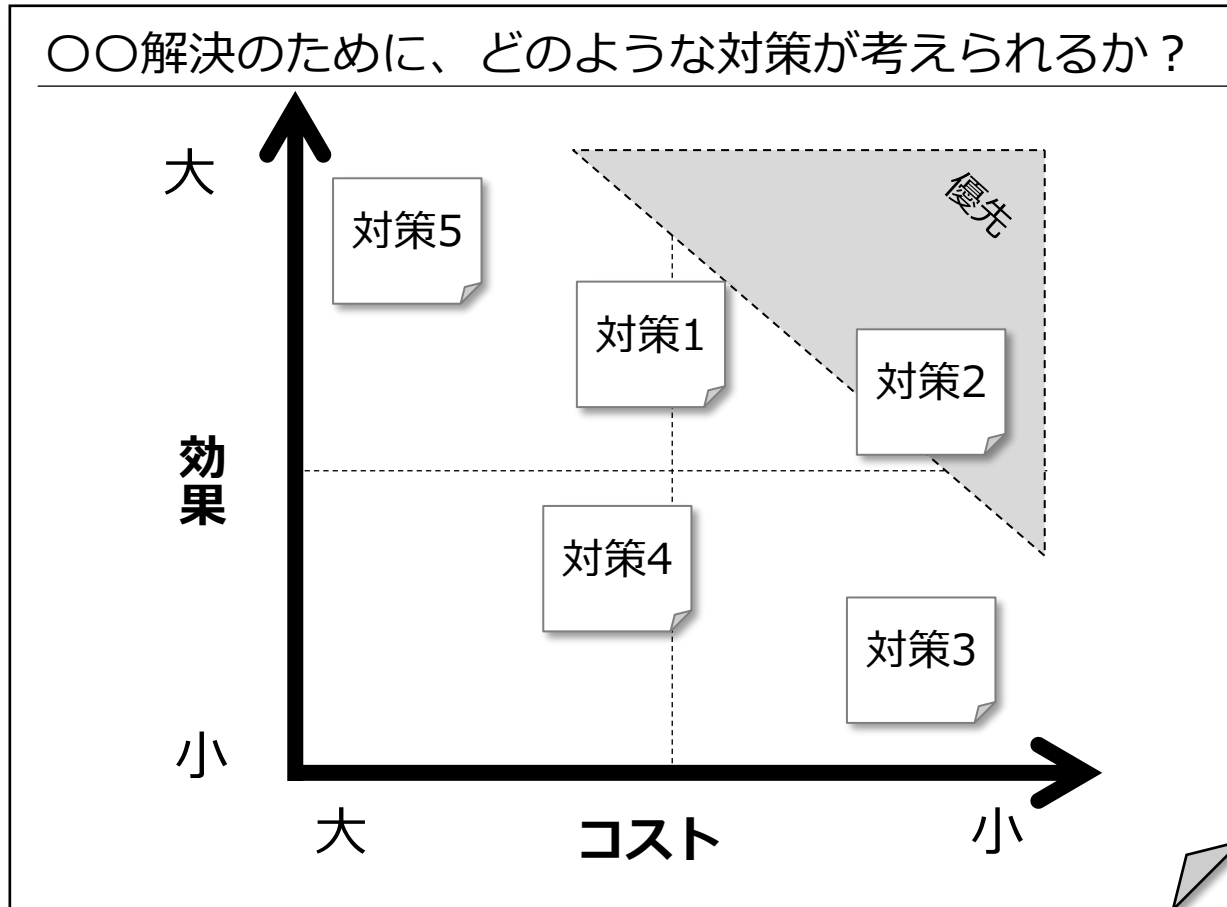 〇〇解決のために、どのような対策が考えられるか？
大
対策5
優先
対策1
対策2
効果
対策4
対策3
小
大
コスト
小